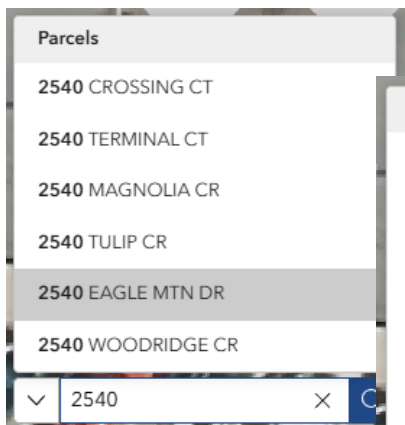 Parcels
2540 CROSSING CT
2540 TERMINAL CT
2540 MAGNOLIA CR
2540 TULIP CR
2540 EAGLE MTN DR
2540 WOODRIDGE CR
2540